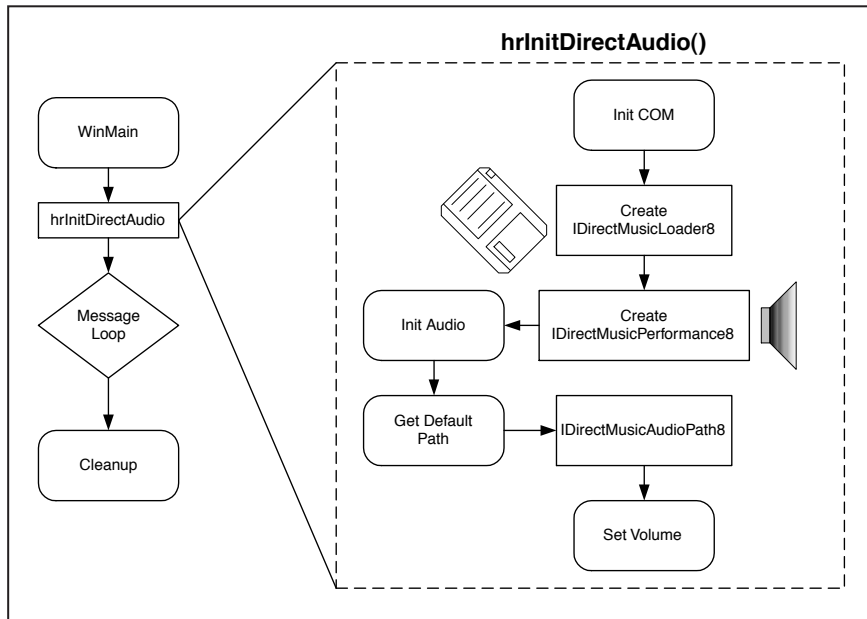 hrInitDirectAudio()
WinMain
hrInitDirectAudio
Message
Loop
Cleanup
Init COM
Create
IDirectMusicLoader8
Create
IDirectMusicPerformance8
Init Audio
Get Default
Path
IDirectMusicAudioPath8
Set Volume